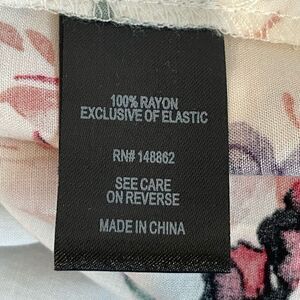 100% RAYON
EXCLUSIVE OF ELASTIC
RN# 148862
SEE CARE
ON REVERSE
MADE IN CHINA